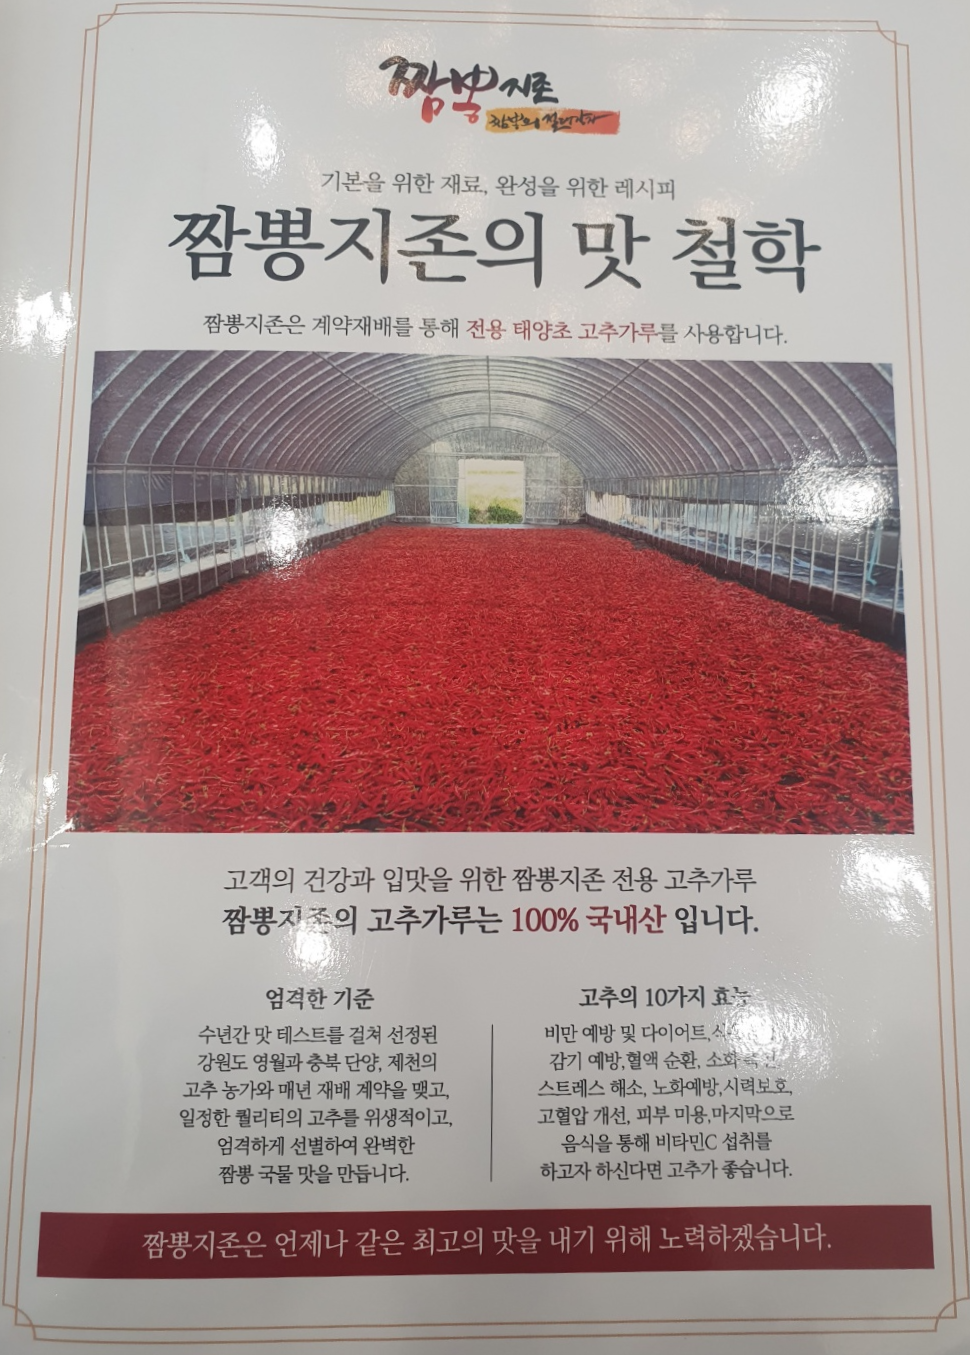 짬뽕지존
짬뽕의 절대강자
기본을 위한 재료, 완성을 위한 레시피
짬뽕지존의 맛 철학
짬뽕지존은 계약재배를 통해 전용 태양초 고추가루를 사용합니다.
고객의 건강과 입맛을 위한 짬뽕지존 전용 고추가루
짬뽕지존의 고추가루는 100% 국내산 입니다.
엄격한 기준
수년간 맛 테스트를 걸쳐 선정된
강원도 영월과 충북 단양, 제천의
고추 농가와 매년 재배 계약을 맺고,
일정한 퀄리티의 고추를 위생적이고,
엄격하게 선별하여 완벽한
짬뽕 국물 맛을 만듭니다.
고추의 10가지 효능
비만 예방 및 다이어트,
감기 예방,혈액 순환, 소화
스트레스 해소, 노화예방,시력보호,
고혈압 개선, 피부 미용,마지막으로
음식을 통해 비타민C 섭취를
하고자 하신다면 고추가 좋습니다.
짬뽕지존은 언제나 같은 최고의 맛을 내기 위해 노력하겠습니다.